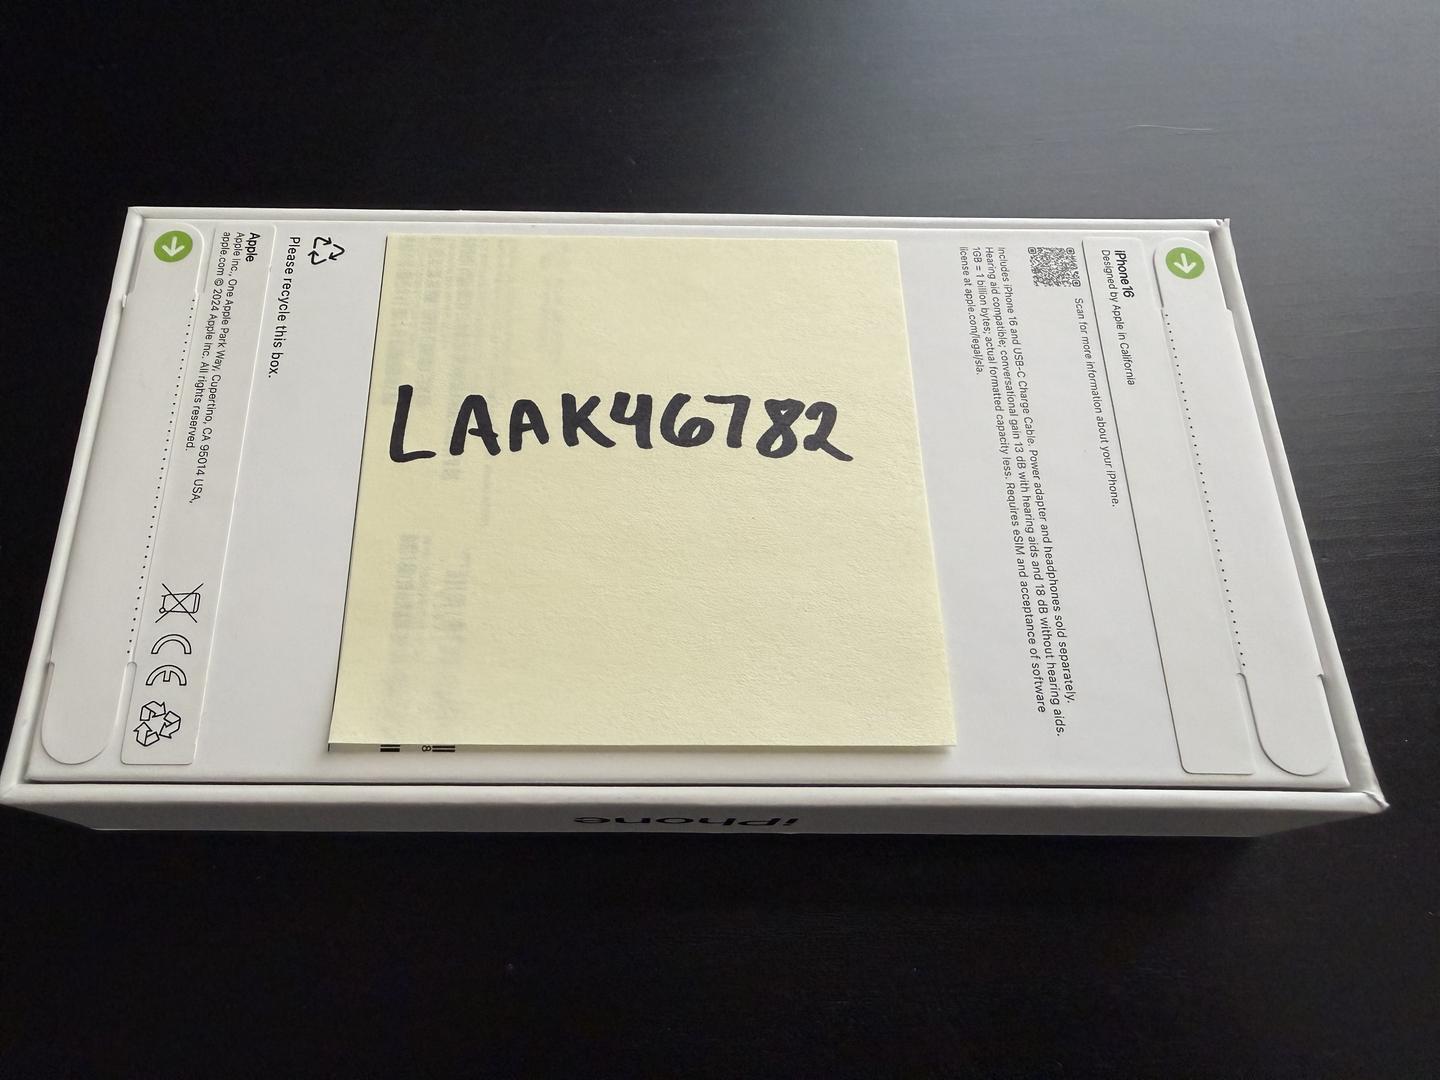 iPhone 16
Designed by Apple in California
Scan for more information about your iPhone.
Includes iPhone 16 and USB-C Charge Cable. Power adapter and headphones sold separately.
Hearing aid compatible; conversational gain 13 dB with hearing aids and 18 dB without hearing aids.
1GB = 1 billion bytes; actual formatted capacity less. Requires eSIM and acceptance of software
license at apple.com/legal/sla.
LAAK46782
8
Please recycle this box.
Apple
Apple Inc., One Apple Park Way, Cupertino, CA 95014 USA,
apple.com © 2024 Apple Inc. All rights reserved.
CE
iPhone